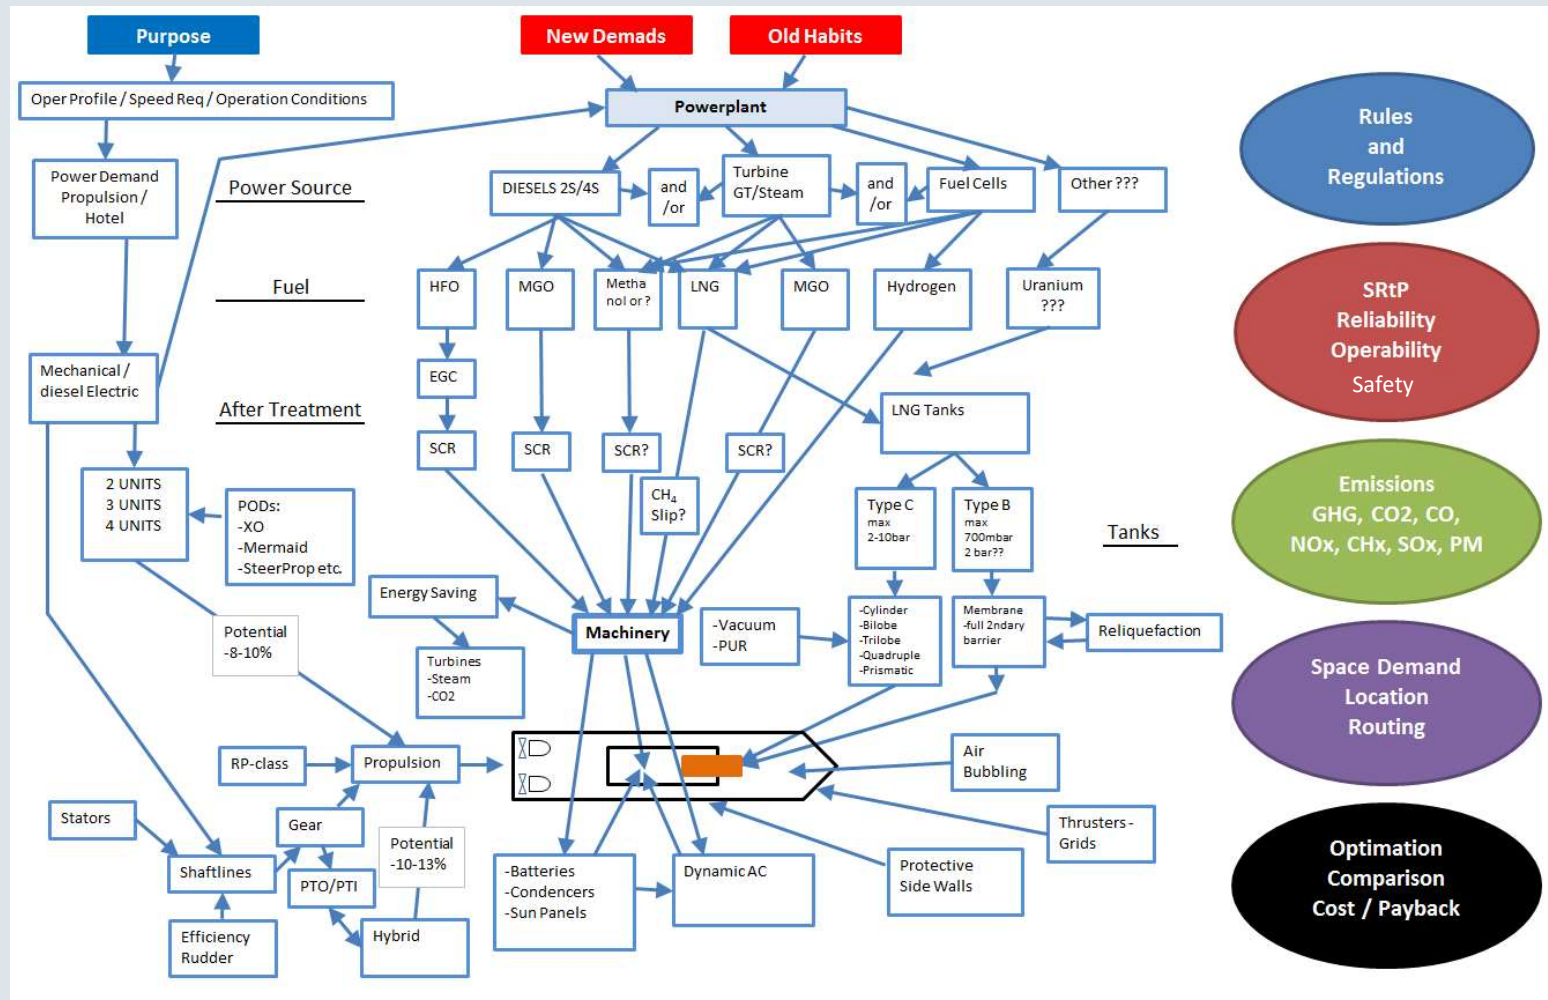 Purpose
New Demads
Old Habits
Oper Profile / Speed Req / Operation Conditions
Powerplant
Rules
and
Regulations
Power Demand
Propulsion /
Hotel
Power Source
DIESELS 2S/4S
and
/or
Turbine
GT/Steam
and
/or
Fuel Cells
Other ???
Fuel
HFO
MGO
Metha
nol or ?
LNG
MGO
Hydrogen
Uranium
???
SRtP
Reliability
Operability
Safety
Mechanical /
diesel Electric
EGC
After Treatment
LNG Tanks
SCR
SCR
SCR?
SCR?
2 UNITS
3 UNITS
4 UNITS
PODs:
-XO
-Mermaid
-SteerProp etc.
CH4
Slip?
Type C
max
2-10bar
Type B
max
700mbar
2 bar??
Tanks
Emissions
GHG, CO2, CO,
NOx, CHx, SOx, PM
Energy Saving
Potential
-8-10%
Machinery
-Vacuum
-PUR
-Cylinder
-Bilobe
-Trilobe
-Quadruple
-Prismatic
Membrane
-full 2ndary
barrier
Reliquefaction
Turbines
-Steam
-CO2
Space Demand
Location
Routing
RP-class
Propulsion
Air
Bubbling
Stators
Gear
Potential
-10-13%
Thrusters -
Grids
Shaftlines
PTO/PTI
-Batteries
-Condencers
-Sun Panels
Dynamic AC
Protective
Side Walls
Optimation
Comparison
Cost / Payback
Efficiency
Rudder
Hybrid